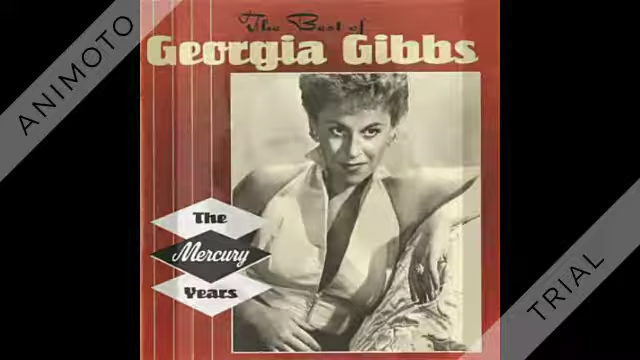 The Best of
Georgia Gibbs
The
Mercury
Years
ANIMOTO
TRIAL